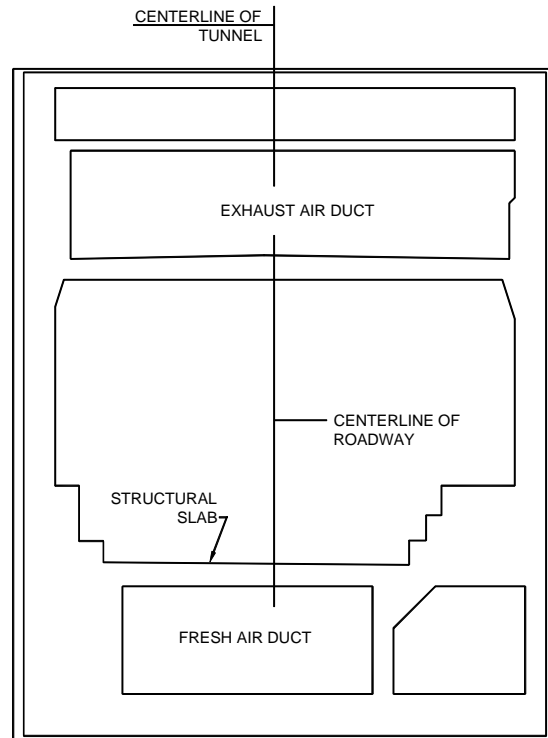 CENTERLINE OF
TUNNEL
EXHAUST AIR DUCT
CENTERLINE OF
ROADWAY
STRUCTURAL
SLAB
FRESH AIR DUCT